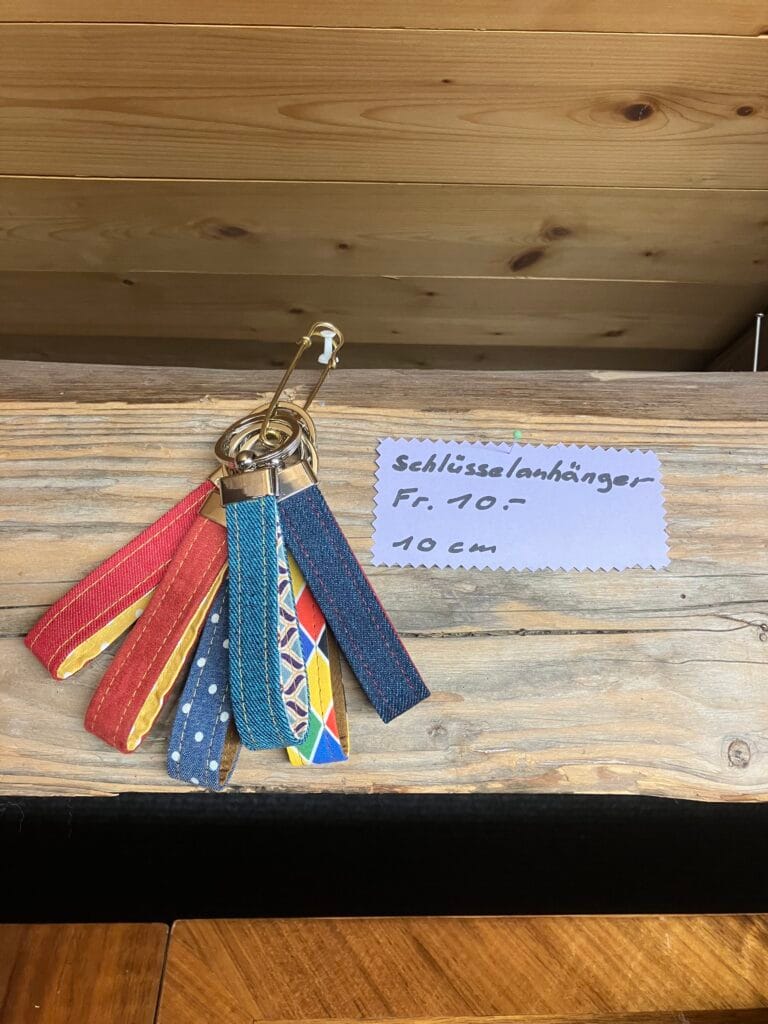 Schlüsselanhänger
Fr. 10.-
10 cm